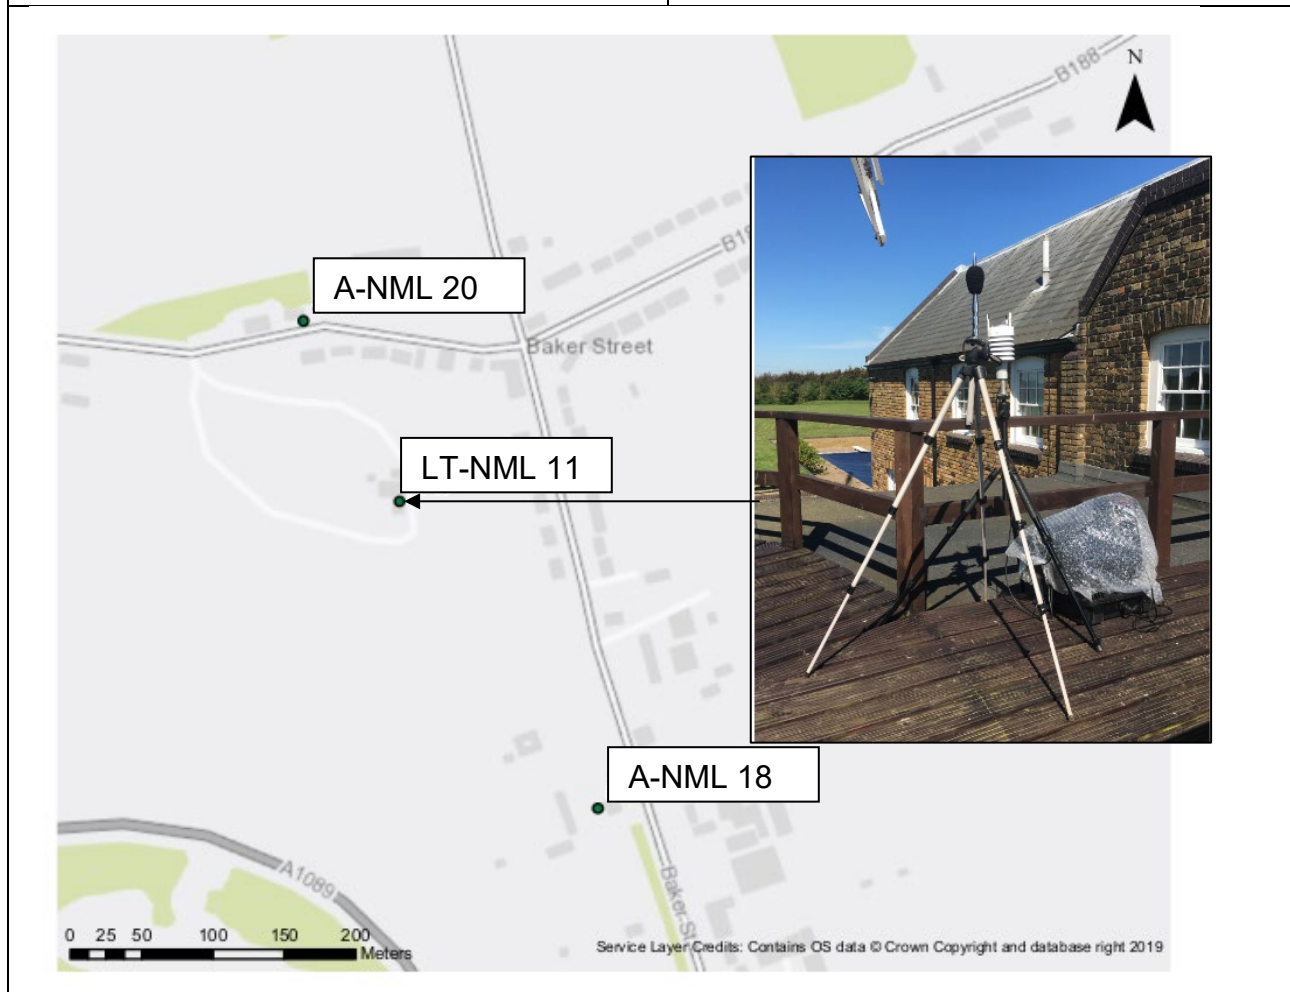 N
B188
B18
A-NML 20
Baker Street
LT-NML 11
A-NML 18
A1089
Baker St
0 25 50 100 150 200
Meters
Service Layer Credits: Contains OS data © Crown Copyright and database right 2019